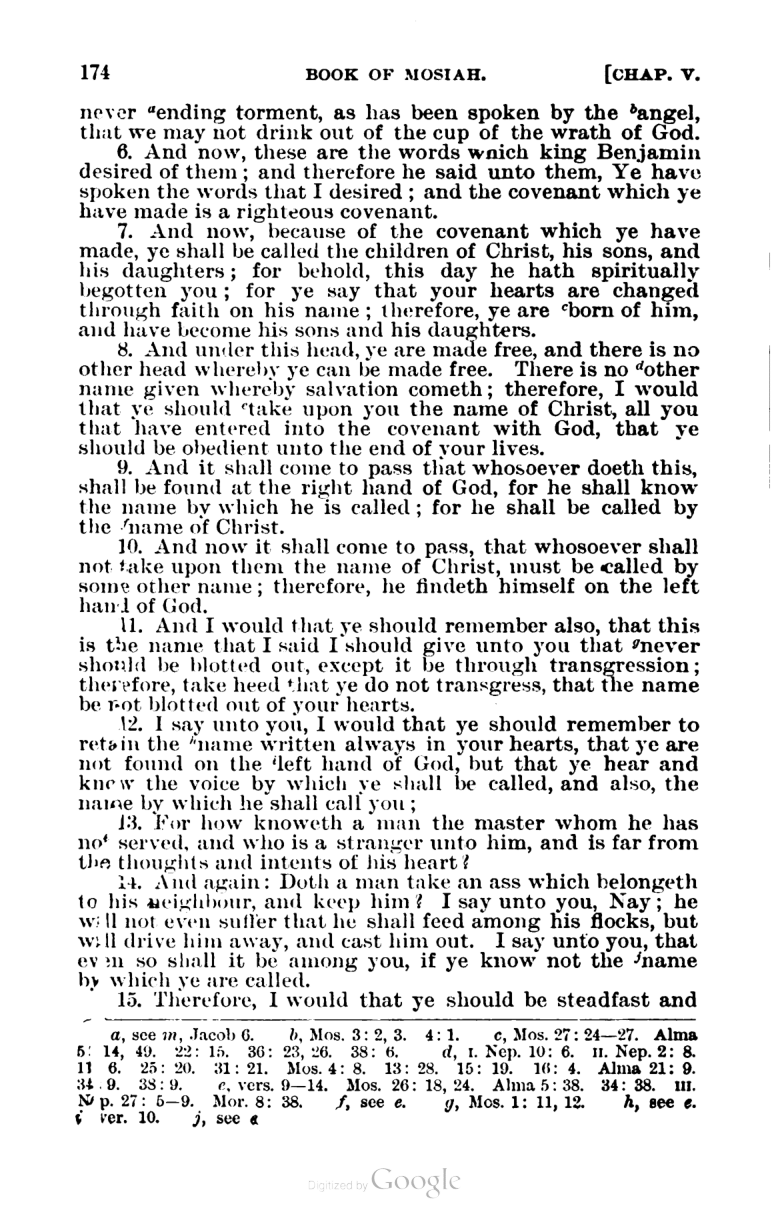 174 BOOK OF MOSIAH. [CHAP. V.
never ᵃending torment, as has been spoken by the ᵇangel,
that we may not drink out of the cup of the wrath of God.
6. And now, these are the words wnich king Benjamin
desired of them; and therefore he said unto them, Ye have
spoken the words that I desired; and the covenant which ye
have made is a righteous covenant.
7. And now, because of the covenant which ye have
made, ye shall be called the children of Christ, his sons, and
his daughters; for behold, this day he hath spiritually
begotten you; for ye say that your hearts are changed
through faith on his name; therefore, ye are ᶜborn of him,
and have become his sons and his daughters.
8. And under this head, ye are made free, and there is no
other head whereby ye can be made free. There is no ᵈother
name given whereby salvation cometh; therefore, I would
that ye should ᵉtake upon you the name of Christ, all you
that have entered into the covenant with God, that ye
should be obedient unto the end of your lives.
9. And it shall come to pass that whosoever doeth this,
shall be found at the right hand of God, for he shall know
the name by which he is called; for he shall be called by
the ᶠname of Christ.
10. And now it shall come to pass, that whosoever shall
not take upon them the name of Christ, must be called by
some other name; therefore, he findeth himself on the left
hand of God.
11. And I would that ye should remember also, that this
is the name that I said I should give unto you that ᵍnever
should be blotted out, except it be through transgression;
therefore, take heed that ye do not transgress, that the name
be not blotted out of your hearts.
12. I say unto you, I would that ye should remember to
retain the ʰname written always in your hearts, that ye are
not found on the ⁱleft hand of God, but that ye hear and
know the voice by which ye shall be called, and also, the
name by which he shall call you;
13. For how knoweth a man the master whom he has
not served, and who is a stranger unto him, and is far from
the thoughts and intents of his heart?
14. And again: Doth a man take an ass which belongeth
to his neighbour, and keep him? I say unto you, Nay; he
will not even suffer that he shall feed among his flocks, but
will drive him away, and cast him out. I say unto you, that
even so shall it be among you, if ye know not the ʲname
by which ye are called.
15. Therefore, I would that ye should be steadfast and
a, see m, Jacob 6. b, Mos. 3: 2, 3. 4: 1. c, Mos. 27: 24—27. Alma
5: 14, 49. 22: 15. 36: 23, 26. 38: 6. d, I. Nep. 10: 6. II. Nep. 2: 8.
11 6. 25: 20. 31: 21. Mos. 4: 8. 13: 28. 15: 19. 16: 4. Alma 21: 9.
34: 9. 38: 9. e, vers. 9—14. Mos. 26: 18, 24. Alma 5: 38. 34: 38. III.
Nep. 27: 5—9. Mor. 8: 38. f, see e. g, Mos. 1: 11, 12. h, see e.
i ver. 10. j, see e
Digitized by Google